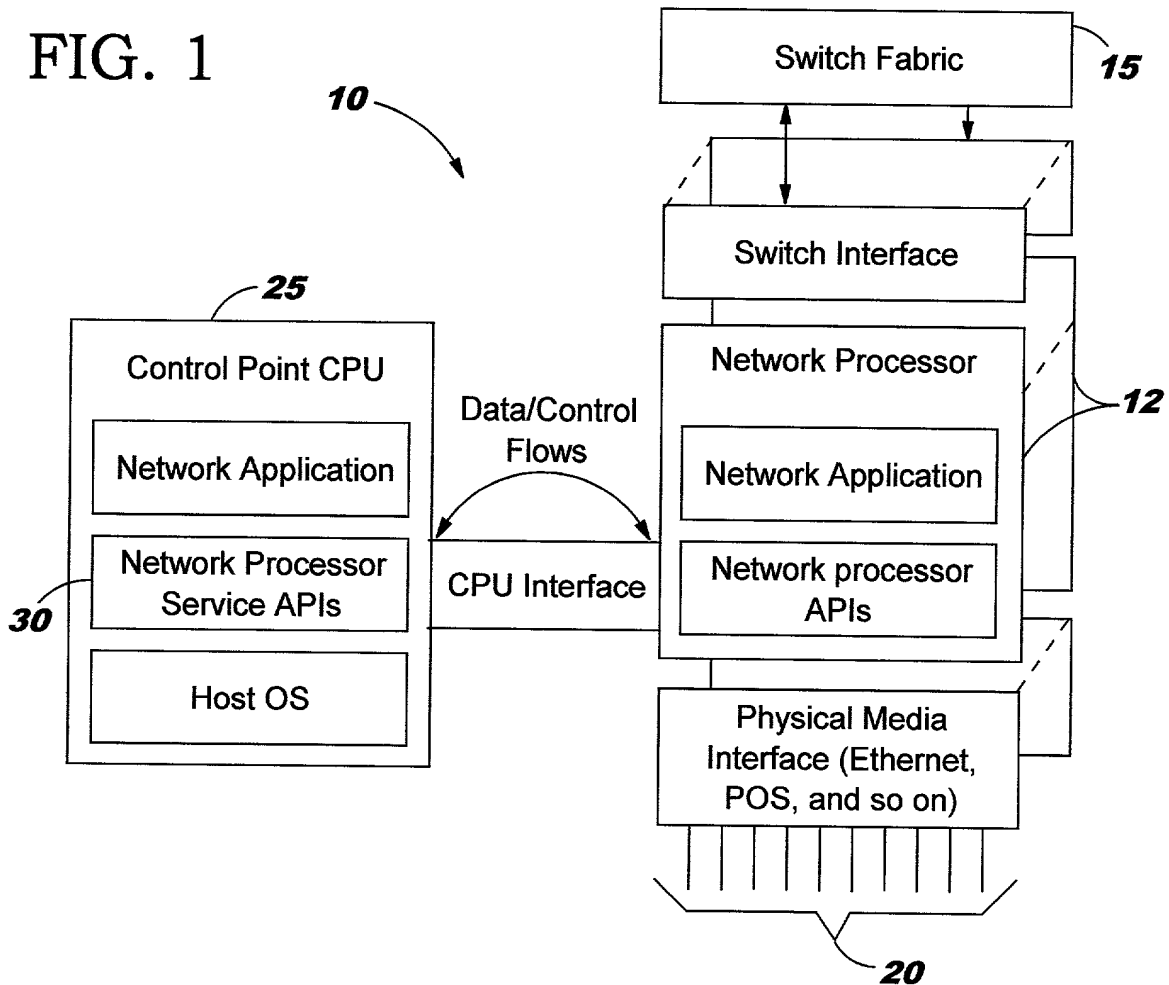 FIG. 1
Switch Fabric
15
10
Switch Interface
25
Control Point CPU
Network Application
Network Processor
Service APIs
30
Host OS
Data/Control
Flows
CPU Interface
Network Processor
12
Network Application
Network processor
APIs
Physical Media
Interface (Ethernet,
POS, and so on)
20